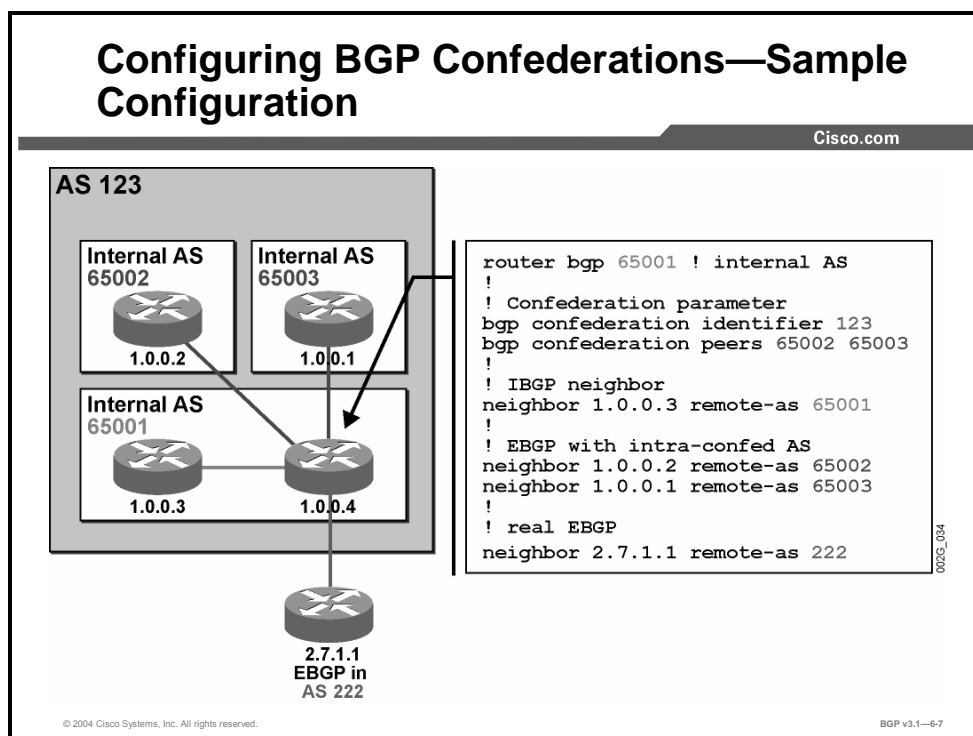 Configuring BGP Confederations—Sample
Configuration
Cisco.com
AS 123
Internal AS
65002
1.0.0.2
Internal AS
65003
1.0.0.1
Internal AS
65001
1.0.0.3
1.0.0.4
2.7.1.1
EBGP in
AS 222
router bgp 65001 ! internal AS
!
! Confederation parameter
bgp confederation identifier 123
bgp confederation peers 65002 65003
!
! IBGP neighbor
neighbor 1.0.0.3 remote-as 65001
!
! EBGP with intra-confed AS
neighbor 1.0.0.2 remote-as 65002
neighbor 1.0.0.1 remote-as 65003
!
! real EBGP
neighbor 2.7.1.1 remote-as 222
002G_034
© 2004 Cisco Systems, Inc. All rights reserved.
BGP v3.1—6-7